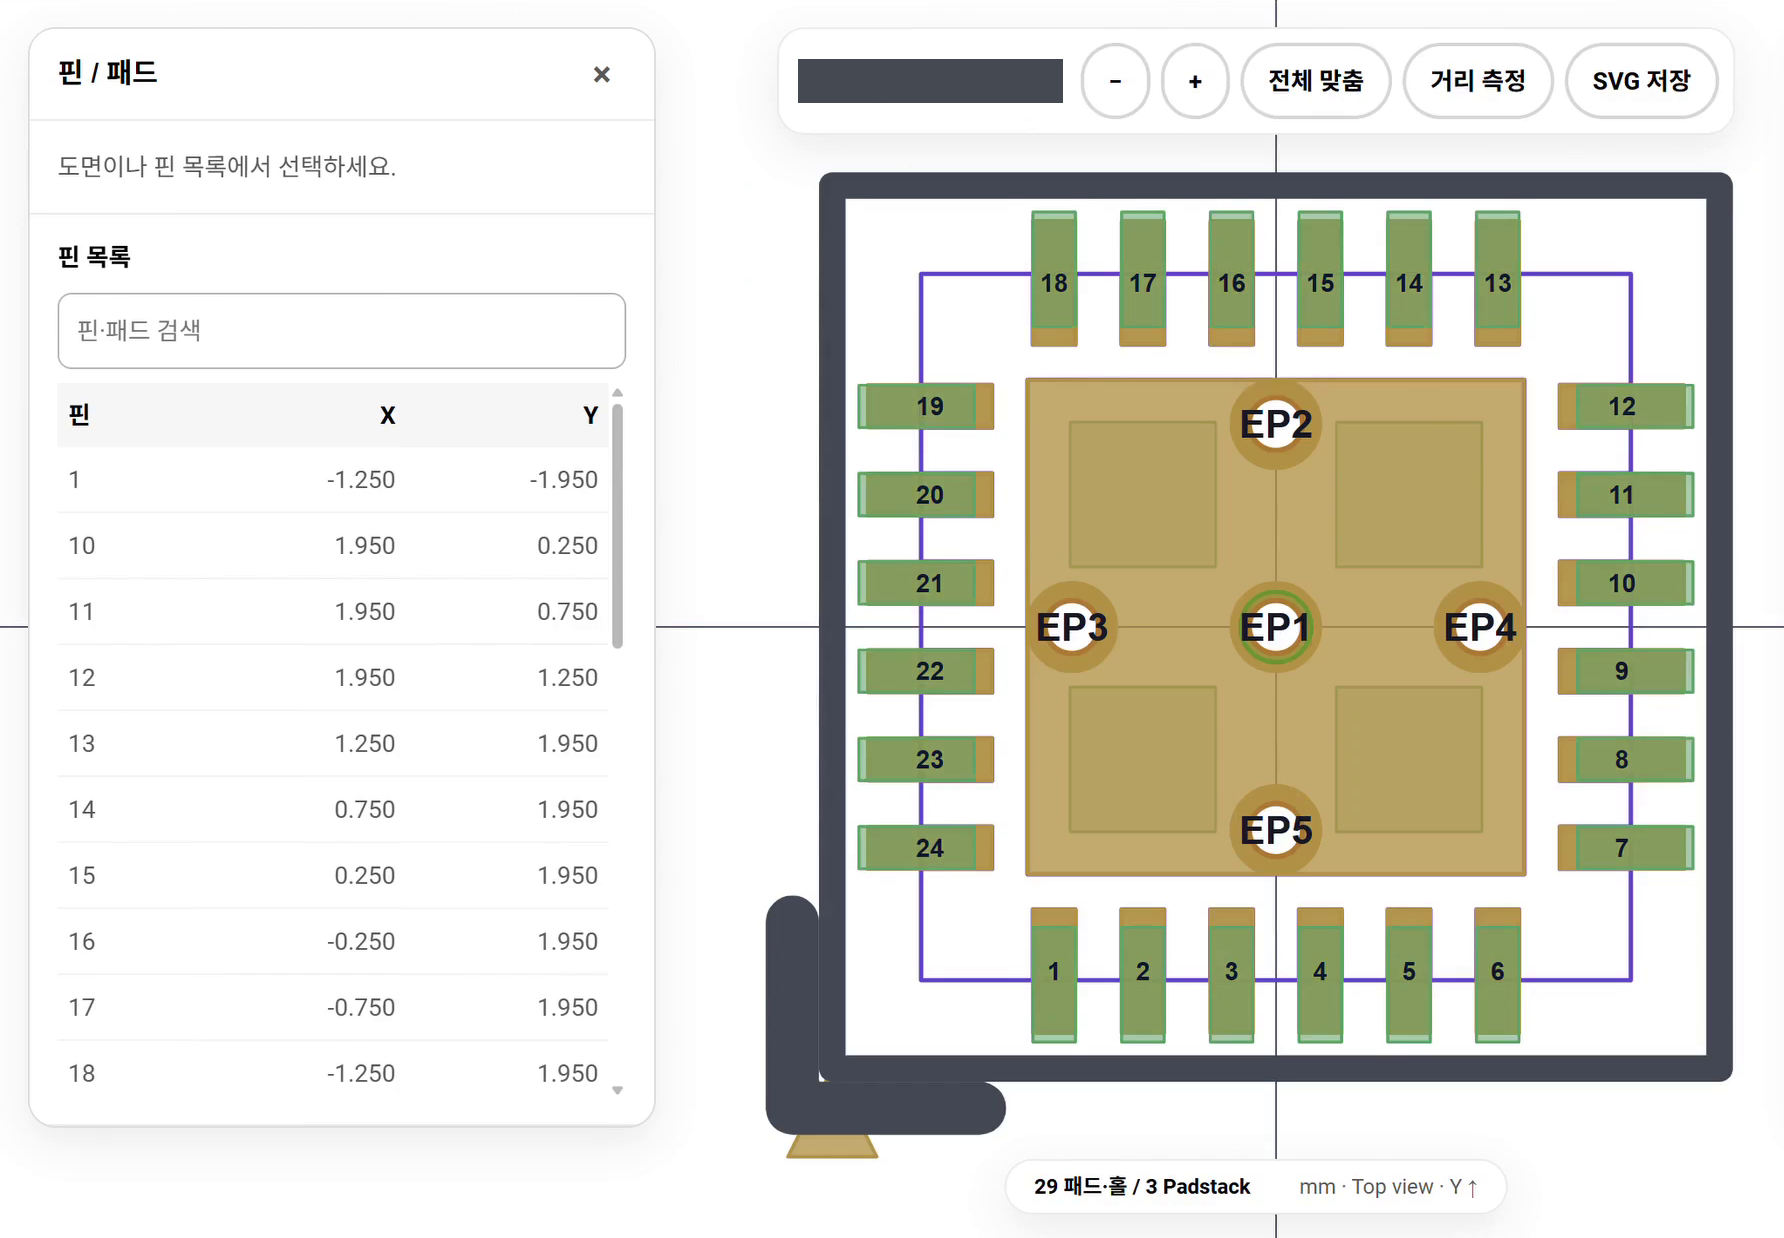 핀 / 패드 ×
도면이나 핀 목록에서 선택하세요.
핀 목록
핀·패드 검색
핀 X Y
1 -1.250 -1.950
10 1.950 0.250
11 1.950 0.750
12 1.950 1.250
13 1.250 1.950
14 0.750 1.950
15 0.250 1.950
16 -0.250 1.950
17 -0.750 1.950
18 -1.250 1.950
− + 전체 맞춤 거리 측정 SVG 저장
18 17 16 15 14 13
19 EP2 12
20 11
21 10
EP3 EP1 EP4
22 9
23 8
EP5
24 7
1 2 3 4 5 6
29 패드·홀 / 3 Padstack mm · Top view · Y ↑